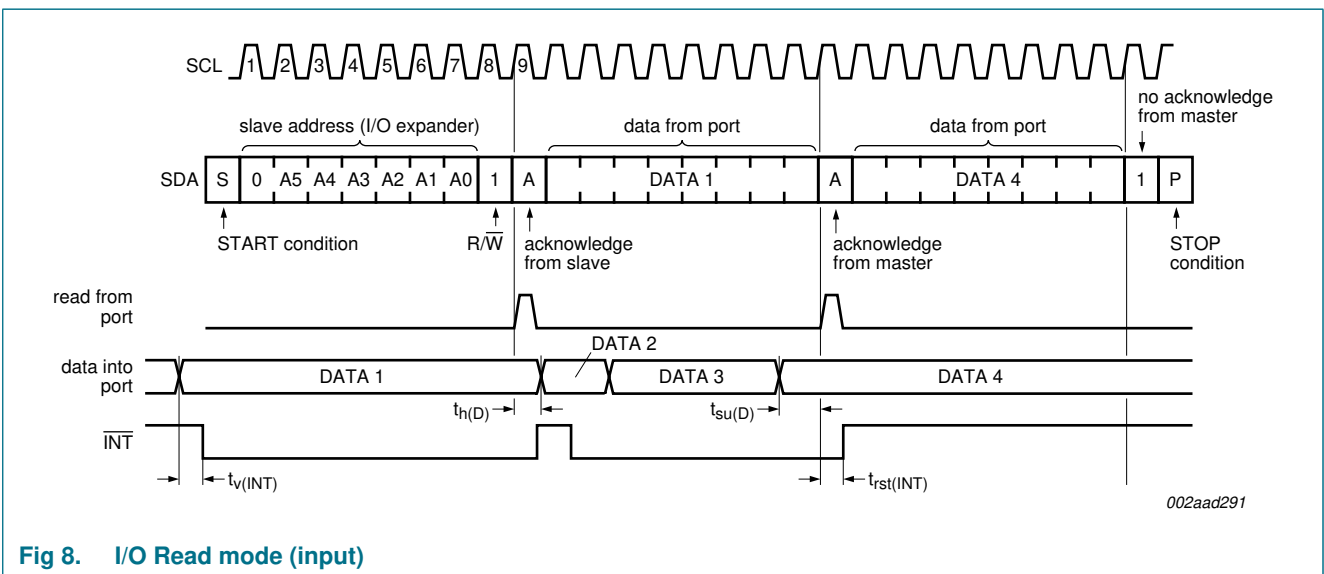 SCL 1 2 3 4 5 6 7 8 9
no acknowledge
from master
slave address (I/O expander) data from port data from port
SDA S 0 A5 A4 A3 A2 A1 A0 1 A DATA 1 A DATA 4 1 P
START condition R/W̅ acknowledge
from slave acknowledge
from master STOP
condition
read from
port
DATA 2
data into
port DATA 1 DATA 3 DATA 4
th(D) tsu(D)
I̅N̅T̅
tv(INT) trst(INT)
002aad291
Fig 8. I/O Read mode (input)